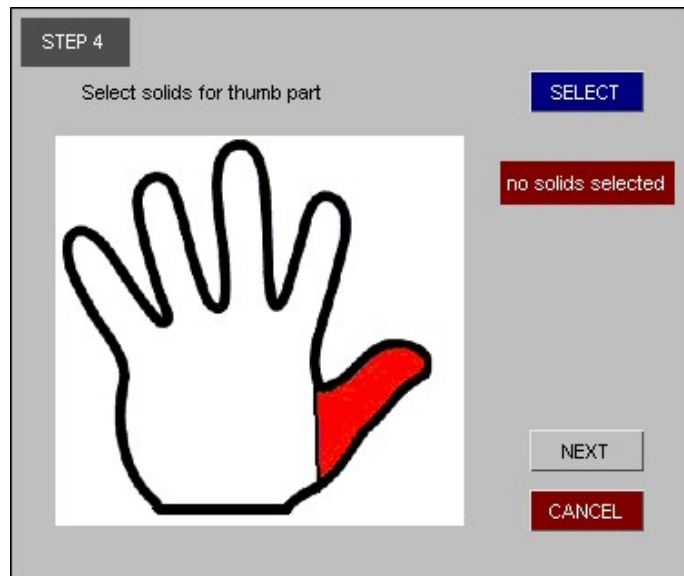 STEP 4
Select solids for thumb part
SELECT
no solids selected
NEXT
CANCEL